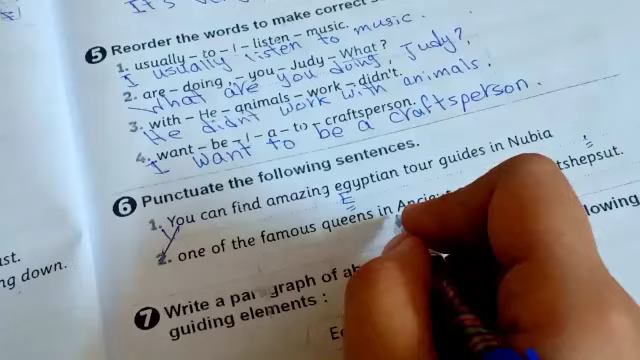 5 Reorder the words to make correct
1. usually – to – I – listen – music.
I usually listen to music.
2. are – doing, – you – Judy – What?
What are you doing, Judy?
3. with – He – animals – work – didn't.
He didn't work with animals.
4. want – be – I – a – to – craftsperson.
I want to be a craftsperson.
6 Punctuate the following sentences.
1. You can find amazing egyptian tour guides in Nubia
E
2. one of the famous queens in tshepsut.
7 Write a paragraph of
guiding elements :
lowing
ng down.